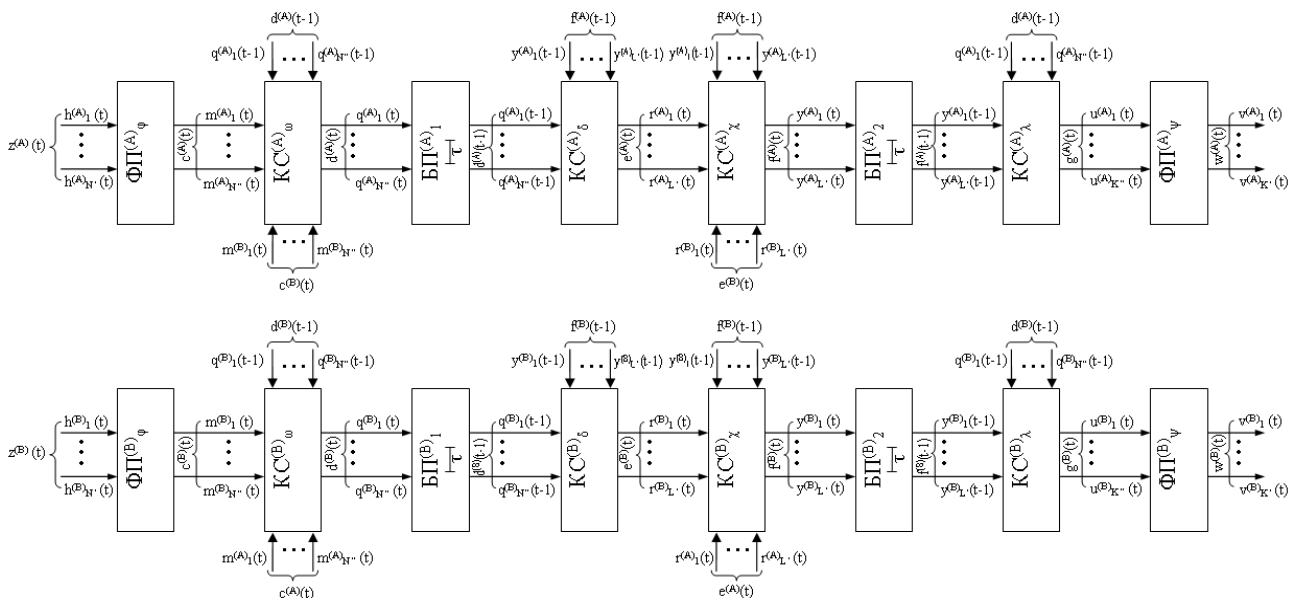 d(A)(t-1)
f(A)(t-1)
f(A)(t-1)
d(A)(t-1)
q(A)1(t-1) ... q(A)N''(t-1)
y(A)1(t-1) ... y(A)L'(t-1)
y(A)1(t-1) ... y(A)L'(t-1)
q(A)1(t-1) ... q(A)N''(t-1)
z(A)(t)
h(A)1(t)
h(A)N'(t)
ФП(A)φ
c(A)(t)
m(A)1(t)
m(A)N''(t)
КС(A)ω
d(A)(t)
q(A)1(t)
q(A)N''(t)
БП(A)1
τ
d(A)(t-1)
q(A)1(t-1)
q(A)N''(t-1)
КС(A)δ
e(A)(t)
r(A)1(t)
r(A)L'(t)
КС(A)χ
f(A)(t)
y(A)1(t)
y(A)L'(t)
БП(A)2
τ
f(A)(t-1)
y(A)1(t-1)
y(A)L'(t-1)
КС(A)λ
g(A)(t)
u(A)1(t)
u(A)K''(t)
ФП(A)ψ
w(A)(t)
v(A)1(t)
v(A)K'(t)
m(B)1(t) ... m(B)N''(t)
c(B)(t)
r(B)1(t) ... r(B)L'(t)
e(B)(t)
d(B)(t-1)
f(B)(t-1)
f(B)(t-1)
d(B)(t-1)
q(B)1(t-1) ... q(B)N''(t-1)
y(B)1(t-1) ... y(B)L'(t-1)
y(B)1(t-1) ... y(B)L'(t-1)
q(B)1(t-1) ... q(B)N''(t-1)
z(B)(t)
h(B)1(t)
h(B)N'(t)
ФП(B)φ
c(B)(t)
m(B)1(t)
m(B)N''(t)
КС(B)ω
d(B)(t)
q(B)1(t)
q(B)N''(t)
БП(B)1
τ
d(B)(t-1)
q(B)1(t-1)
q(B)N''(t-1)
КС(B)δ
e(B)(t)
r(B)1(t)
r(B)L'(t)
КС(B)χ
f(B)(t)
y(B)1(t)
y(B)L'(t)
БП(B)2
τ
f(B)(t-1)
y(B)1(t-1)
y(B)L'(t-1)
КС(B)λ
g(B)(t)
u(B)1(t)
u(B)K''(t)
ФП(B)ψ
w(B)(t)
v(B)1(t)
v(B)K'(t)
m(A)1(t) ... m(A)N''(t)
c(A)(t)
r(A)1(t) ... r(A)L'(t)
e(A)(t)